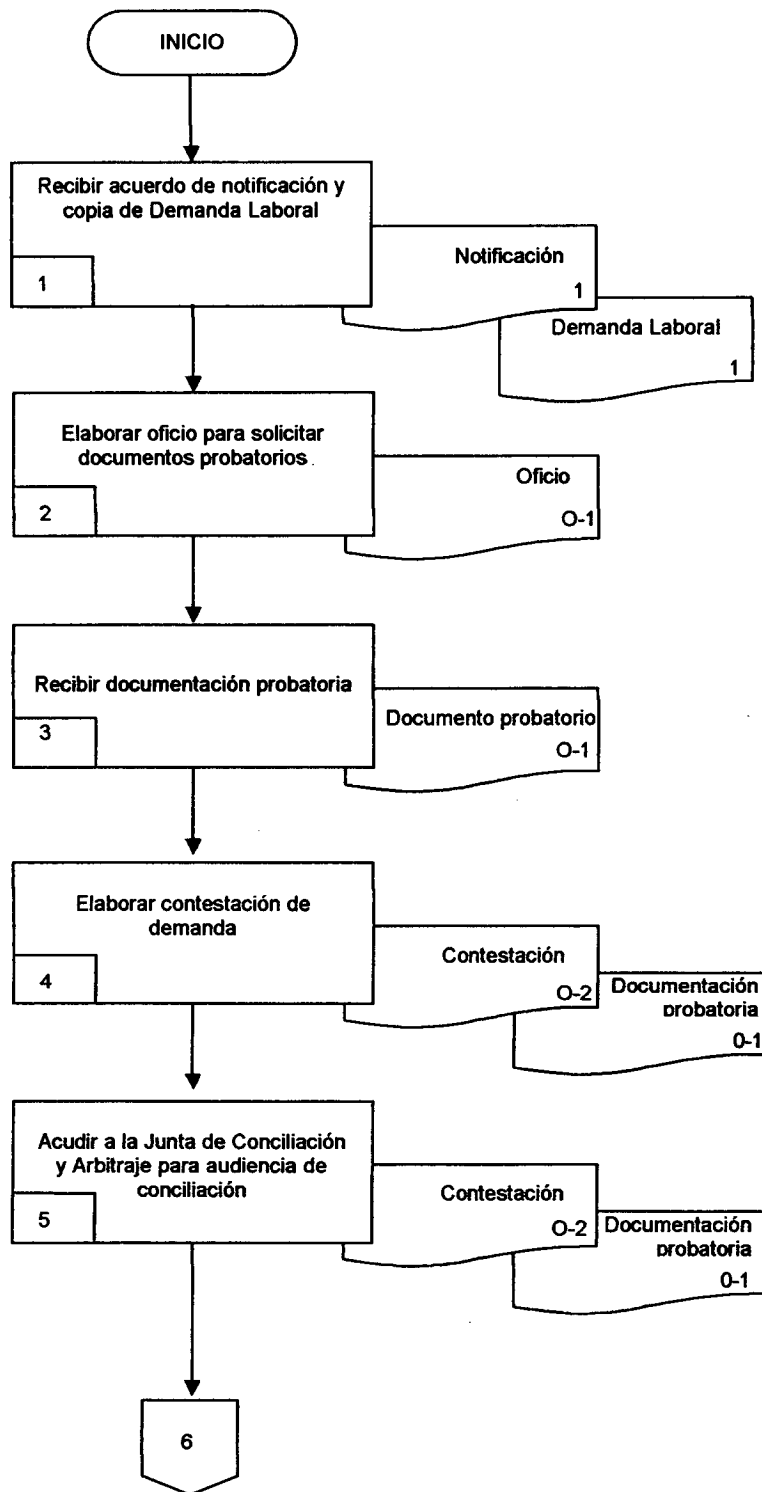 INICIO
Recibir acuerdo de notificación y
copia de Demanda Laboral
1
Notificación
1
Demanda Laboral
1
Elaborar oficio para solicitar
documentos probatorios
2
Oficio
O-1
Recibir documentación probatoria
3
Documento probatorio
O-1
Elaborar contestación de
demanda
4
Contestación
O-2
Documentación
probatoria
0-1
Acudir a la Junta de Conciliación
y Arbitraje para audiencia de
conciliación
5
Contestación
O-2
Documentación
probatoria
0-1
6